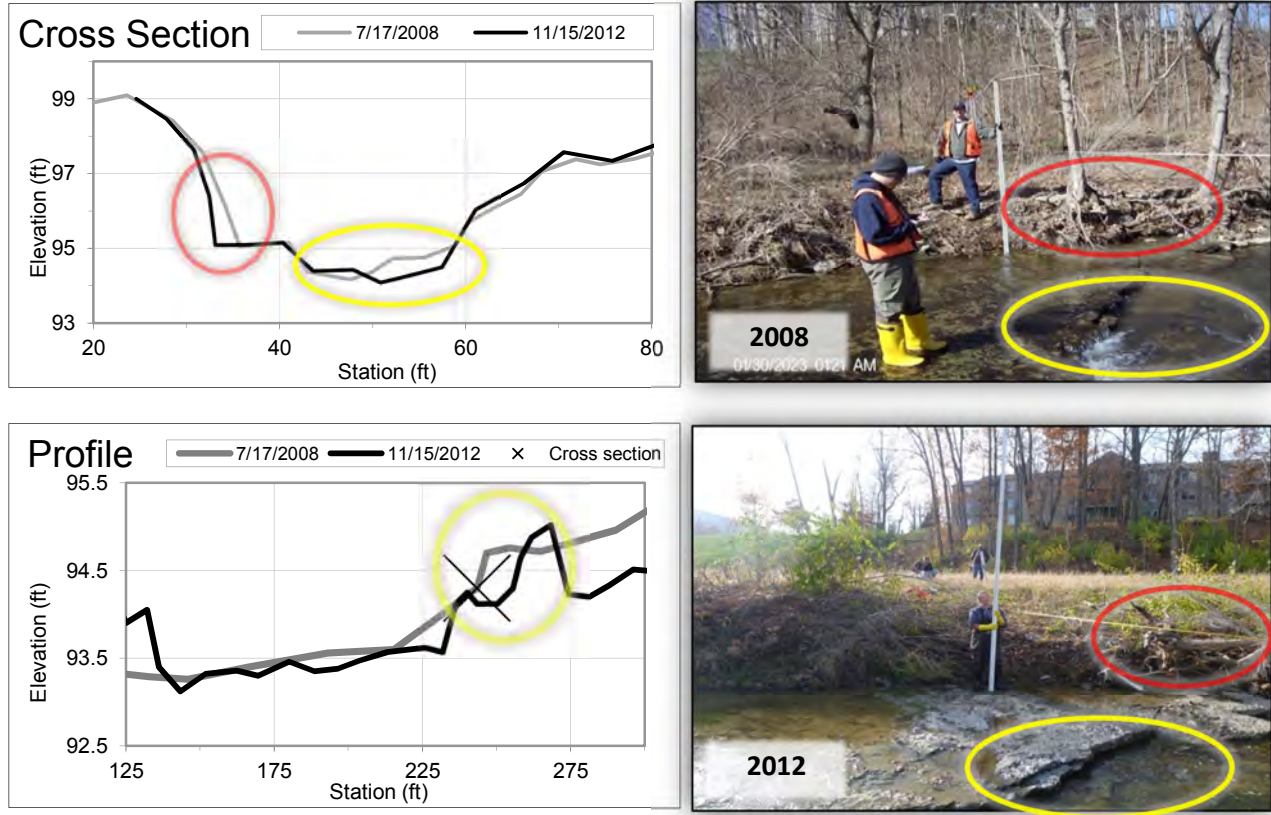 Cross Section
7/17/2008 11/15/2012
99
97
95
93
Elevation (ft)
20 40 60 80
Station (ft)
2008
01/30/2023 01:21 AM
Profile
7/17/2008 11/15/2012 × Cross section
95.5
94.5
93.5
92.5
Elevation (ft)
125 175 225 275
Station (ft)
2012